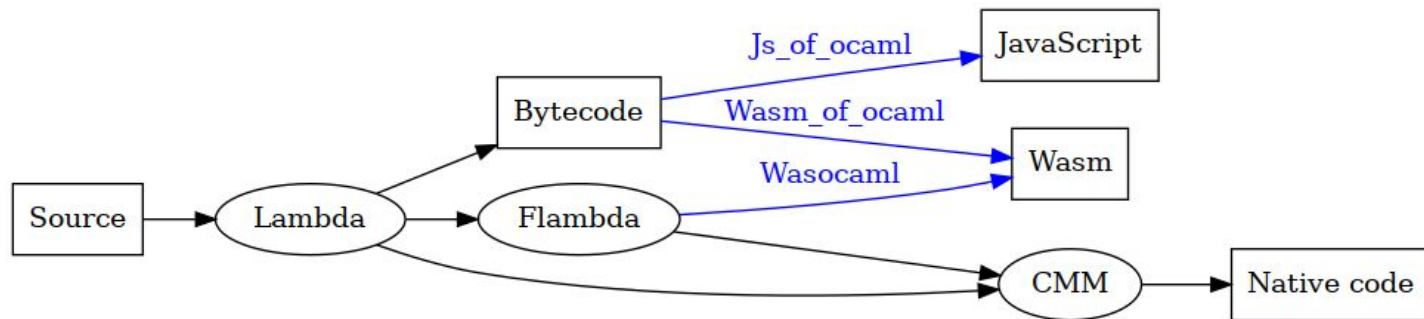 Js_of_ocaml
JavaScript
Bytecode
Wasm_of_ocaml
Wasm
Wasocaml
Source
Lambda
Flambda
CMM
Native code